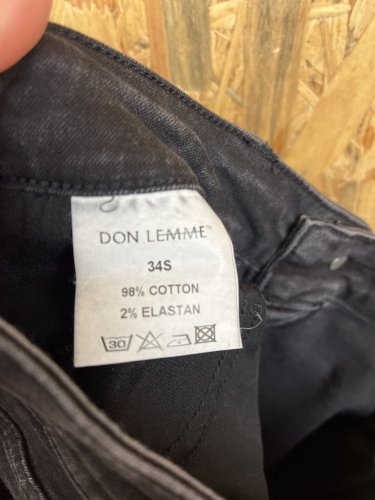 DON LEMME™
34S
98% COTTON
2% ELASTAN
30